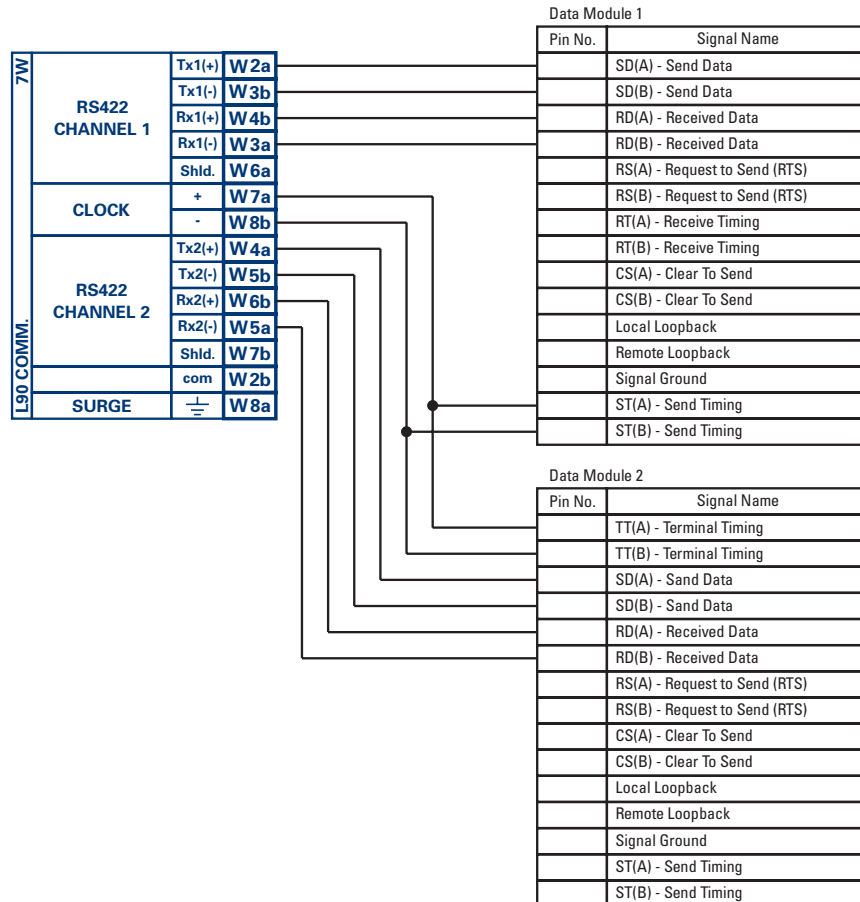 Data Module 1
Pin No. Signal Name
SD(A) - Send Data
SD(B) - Send Data
RD(A) - Received Data
RD(B) - Received Data
RS(A) - Request to Send (RTS)
RS(B) - Request to Send (RTS)
RT(A) - Receive Timing
RT(B) - Receive Timing
CS(A) - Clear To Send
CS(B) - Clear To Send
Local Loopback
Remote Loopback
Signal Ground
ST(A) - Send Timing
ST(B) - Send Timing
7W
L90 COMM.
RS422
CHANNEL 1
Tx1(+) W2a
Tx1(-) W3b
Rx1(+) W4b
Rx1(-) W3a
Shld. W6a
CLOCK
+ W7a
- W8b
RS422
CHANNEL 2
Tx2(+) W4a
Tx2(-) W5b
Rx2(+) W6b
Rx2(-) W5a
Shld. W7b
com W2b
SURGE W8a
Data Module 2
Pin No. Signal Name
TT(A) - Terminal Timing
TT(B) - Terminal Timing
SD(A) - Sand Data
SD(B) - Sand Data
RD(A) - Received Data
RD(B) - Received Data
RS(A) - Request to Send (RTS)
RS(B) - Request to Send (RTS)
CS(A) - Clear To Send
CS(B) - Clear To Send
Local Loopback
Remote Loopback
Signal Ground
ST(A) - Send Timing
ST(B) - Send Timing